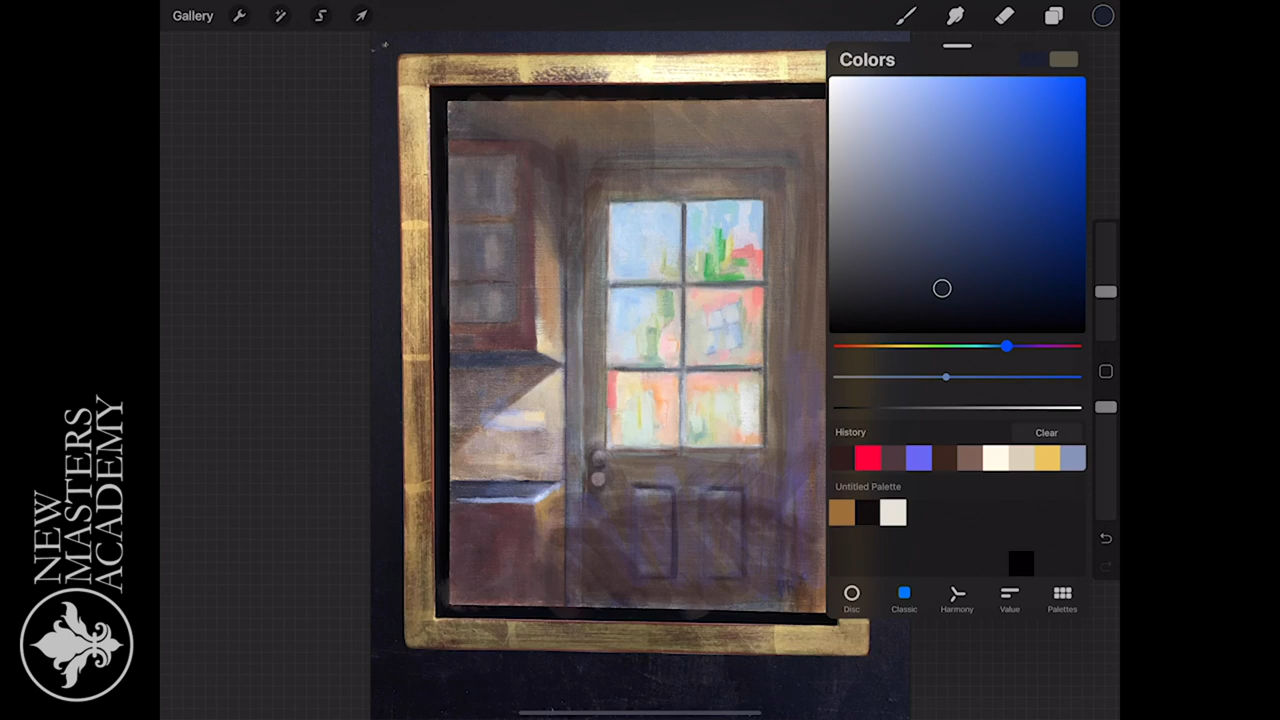 Gallery
Colors
History
Clear
Untitled Palette
Disc
Classic
Harmony
Value
Palettes
NEW
MASTERS
ACADEMY